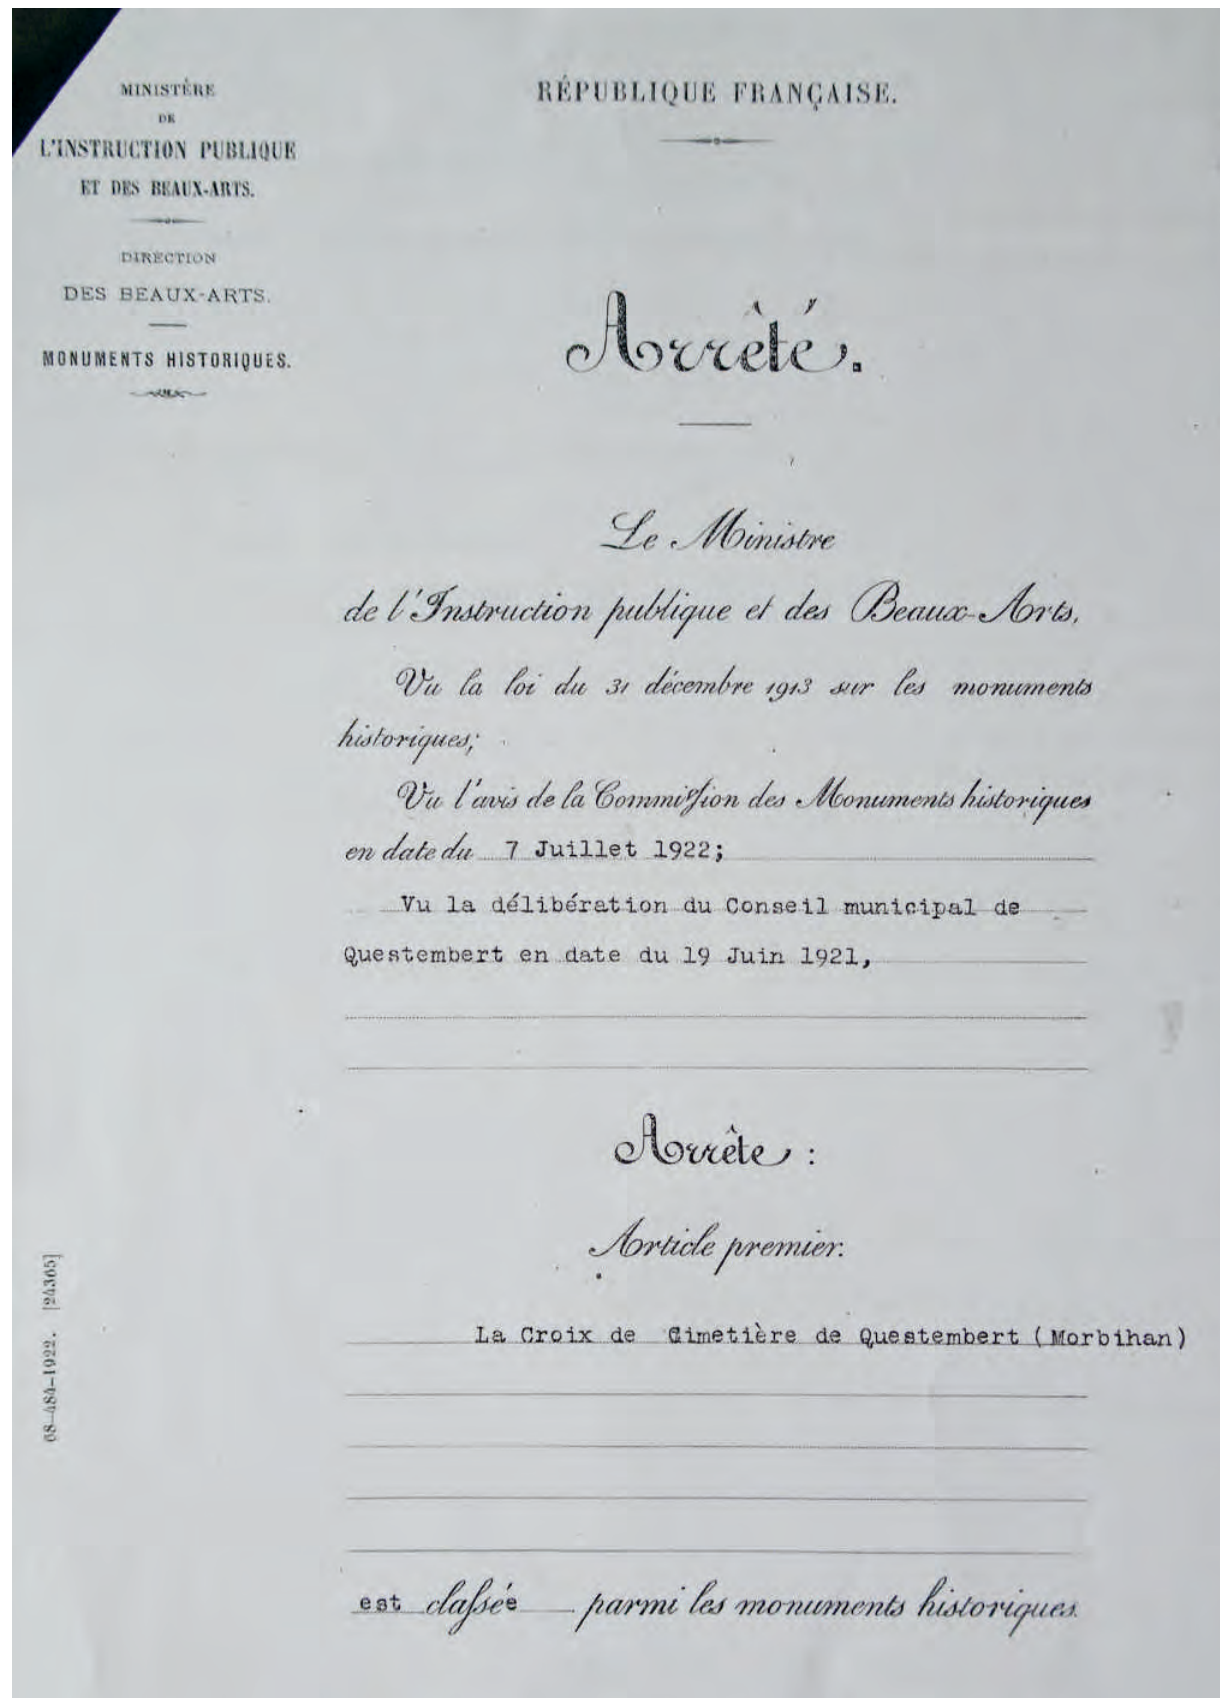 MINISTÈRE
DE
L'INSTRUCTION PUBLIQUE
ET DES BEAUX-ARTS.
DIRECTION
DES BEAUX-ARTS.
MONUMENTS HISTORIQUES.
RÉPUBLIQUE FRANÇAISE.
Arrêté.
Le Ministre
de l'Instruction publique et des Beaux-Arts,
Vu la loi du 31 décembre 1913 sur les monuments
historiques;
Vu l'avis de la Commission des Monuments historiques
en date du 7 Juillet 1922;
Vu la délibération du Conseil municipal de
Questembert en date du 19 Juin 1921,
Arrête :
Article premier.
La Croix de Cimetière de Questembert (Morbihan)
est classée parmi les monuments historiques.
68-484-1922. [24365]